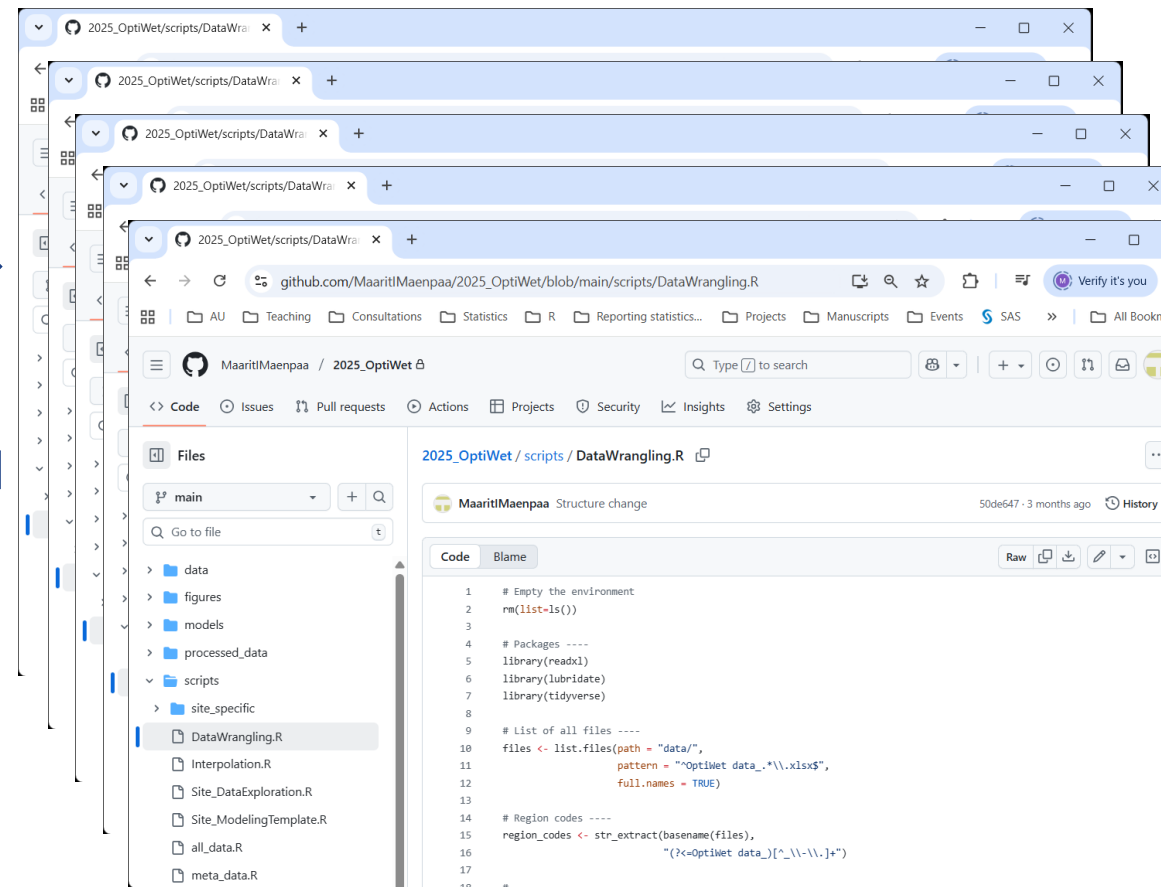 2025_OptiWet/scripts/DataWra
2025_OptiWet/scripts/DataWra
2025_OptiWet/scripts/DataWra
2025_OptiWet/scripts/DataWra
2025_OptiWet/scripts/DataWra
github.com/MaaritIMaenpaa/2025_OptiWet/blob/main/scripts/DataWrangling.R
Verify it's you
AU Teaching Consultations Statistics R Reporting statistics... Projects Manuscripts Events SAS » All Bookm
MaaritIMaenpaa / 2025_OptiWet
Type / to search
Code Issues Pull requests Actions Projects Security Insights Settings
Files
2025_OptiWet / scripts / DataWrangling.R
main
MaaritIMaenpaa Structure change 50de647 · 3 months ago History
Go to file t
Code Blame Raw
data
figures
models
processed_data
scripts
site_specific
DataWrangling.R
Interpolation.R
Site_DataExploration.R
Site_ModelingTemplate.R
all_data.R
meta_data.R
1 # Empty the environment
2 rm(list=ls())
3
4 # Packages ----
5 library(readxl)
6 library(lubridate)
7 library(tidyverse)
8
9 # List of all files ----
10 files <- list.files(path = "data/",
11 pattern = "^OptiWet data_.*\\.xlsx$",
12 full.names = TRUE)
13
14 # Region codes ----
15 region_codes <- str_extract(basename(files),
16 "(?<=OptiWet data_)[^_\\-\\.]+")
17